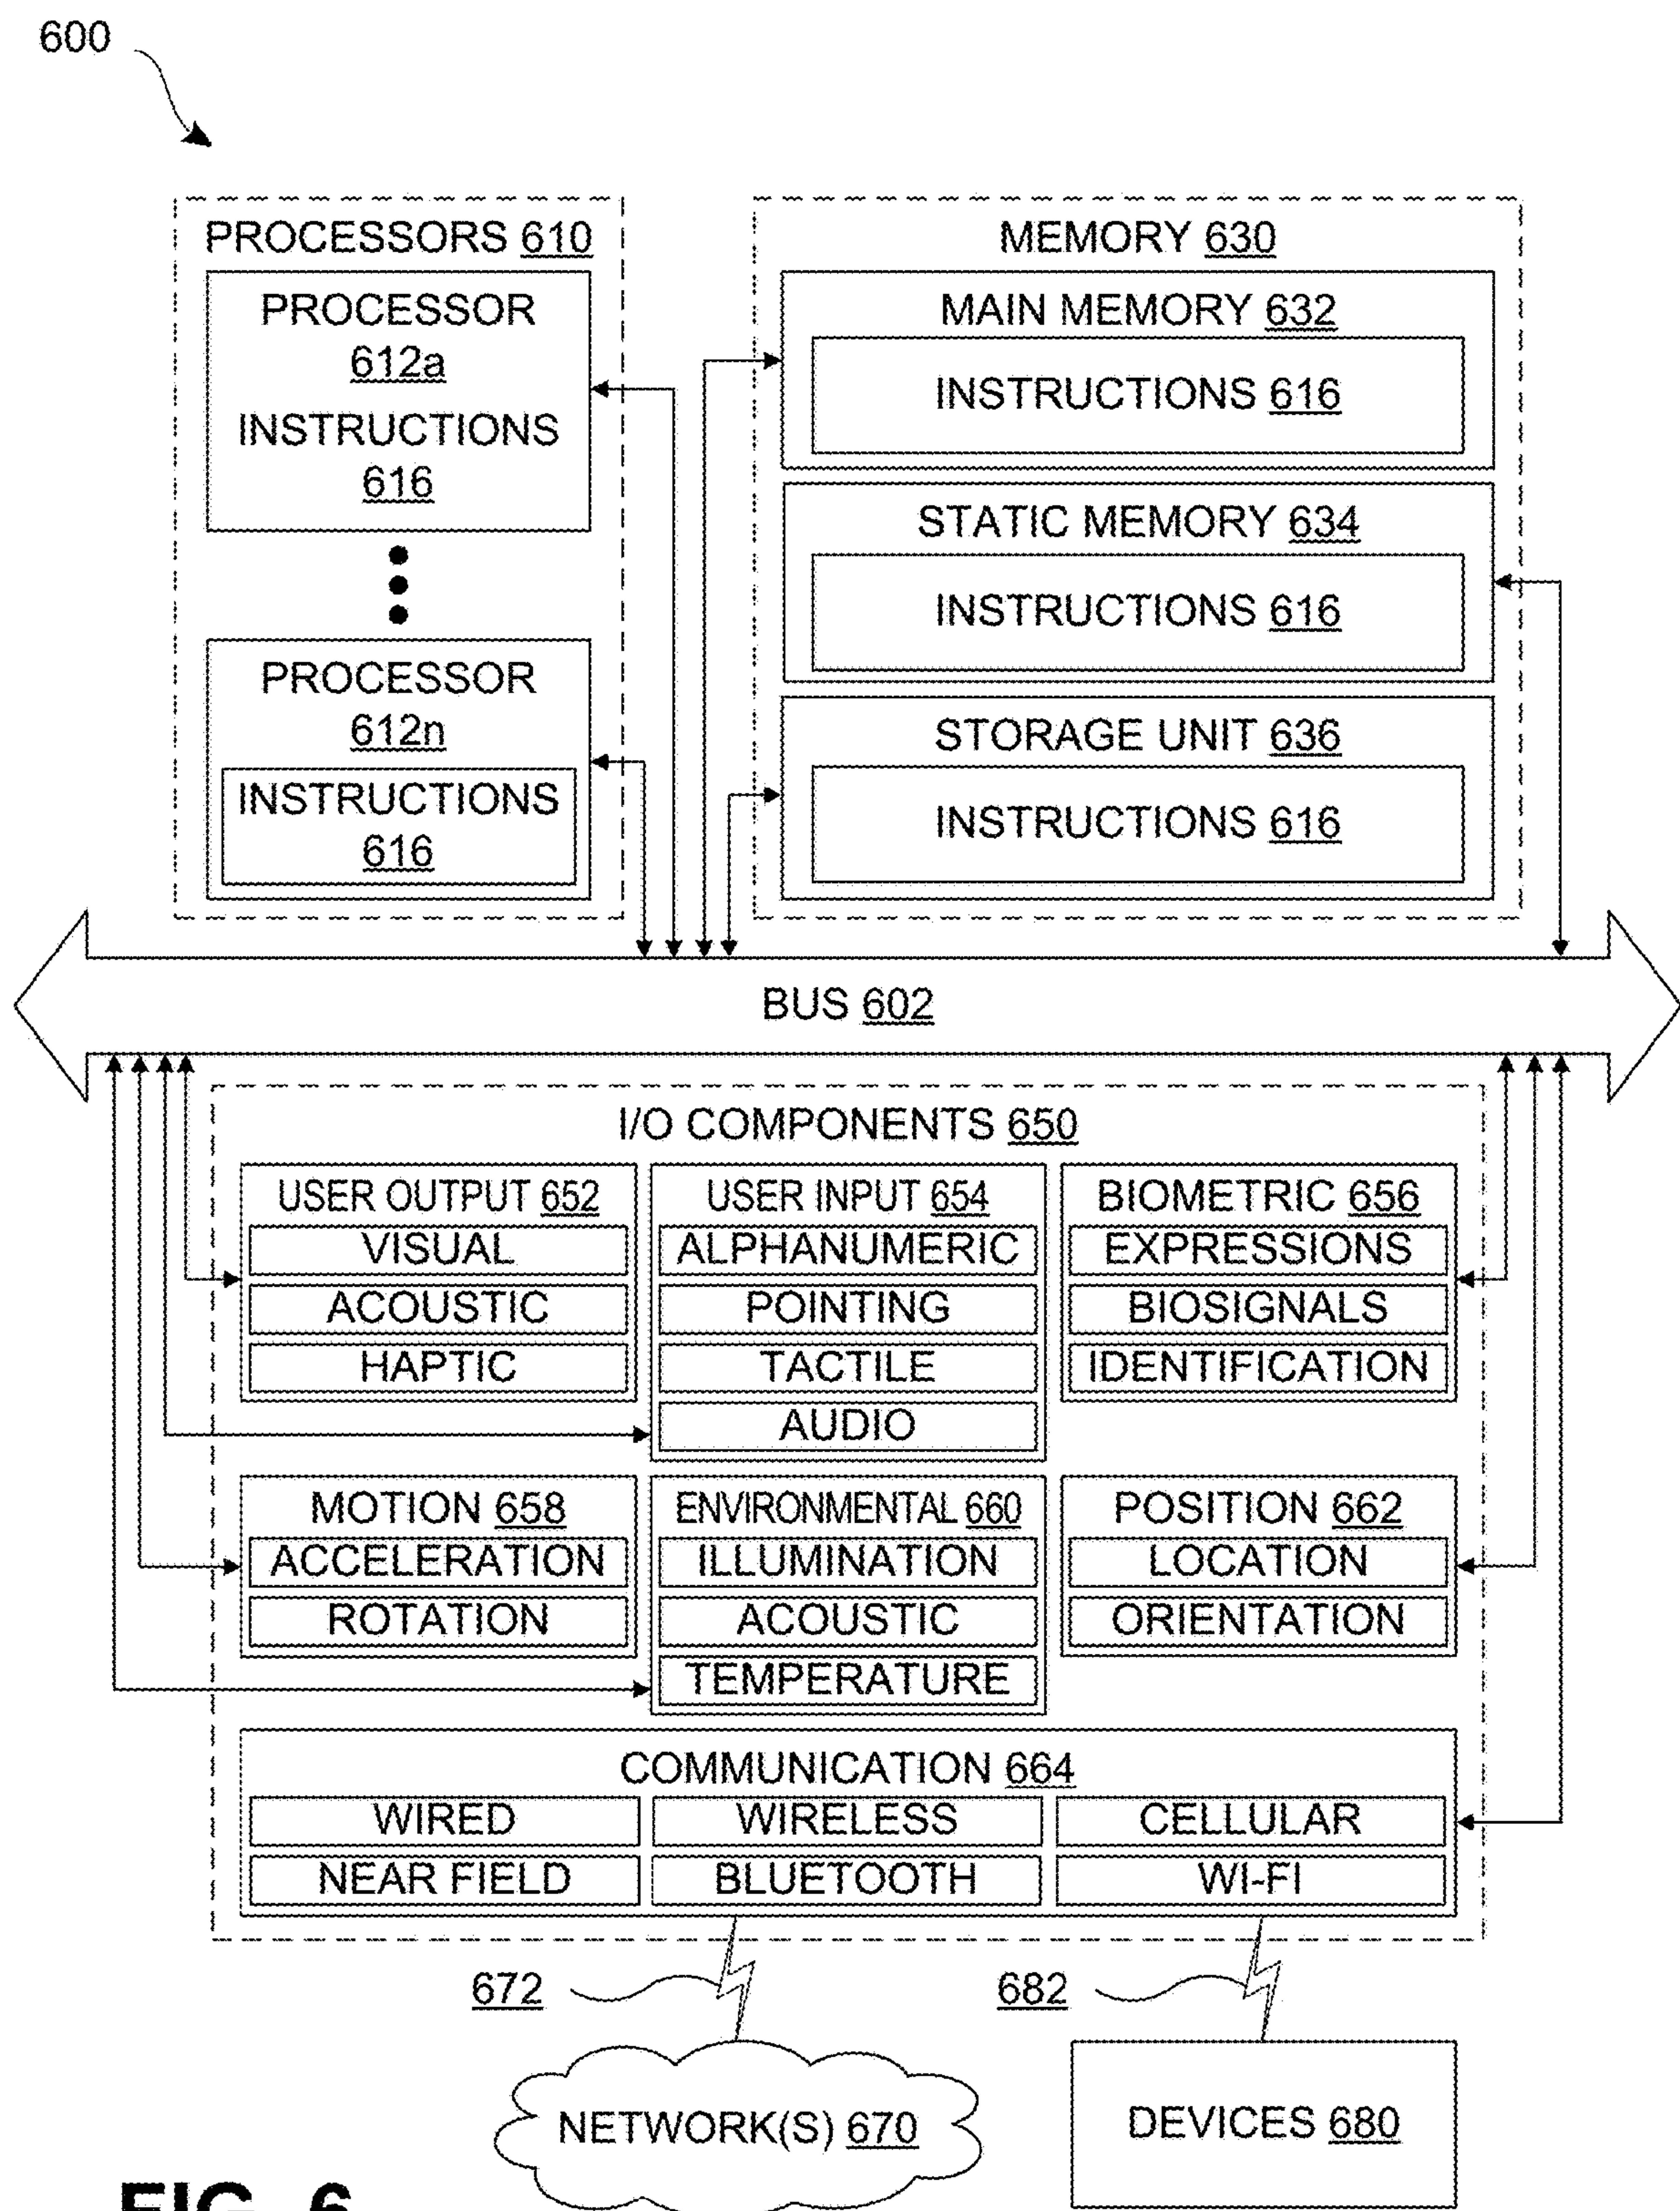 600
PROCESSORS 610
PROCESSOR
612a
INSTRUCTIONS
616
PROCESSOR
612n
INSTRUCTIONS
616
MEMORY 630
MAIN MEMORY 632
INSTRUCTIONS 616
STATIC MEMORY 634
INSTRUCTIONS 616
STORAGE UNIT 636
INSTRUCTIONS 616
BUS 602
I/O COMPONENTS 650
USER OUTPUT 652
VISUAL
ACOUSTIC
HAPTIC
USER INPUT 654
ALPHANUMERIC
POINTING
TACTILE
AUDIO
BIOMETRIC 656
EXPRESSIONS
BIOSIGNALS
IDENTIFICATION
MOTION 658
ACCELERATION
ROTATION
ENVIRONMENTAL 660
ILLUMINATION
ACOUSTIC
TEMPERATURE
POSITION 662
LOCATION
ORIENTATION
COMMUNICATION 664
WIRED
WIRELESS
CELLULAR
NEAR FIELD
BLUETOOTH
WI-FI
672
682
NETWORK(S) 670
DEVICES 680
FIG. 6